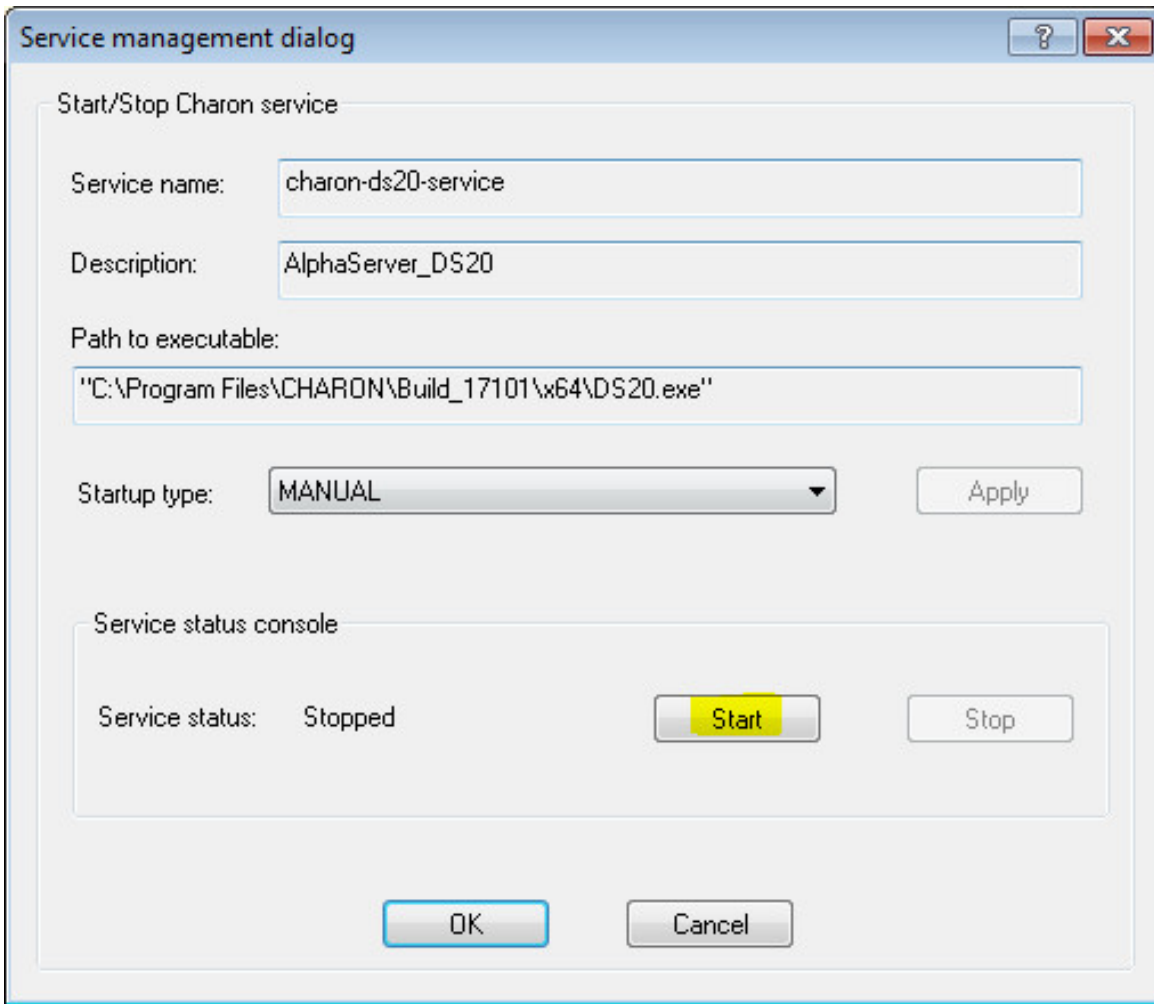 Service management dialog
Start/Stop Charon service
Service name: charon-ds20-service
Description: AlphaServer_DS20
Path to executable:
"C:\Program Files\CHARON\Build_17101\x64\DS20.exe"
Startup type: MANUAL Apply
Service status console
Service status: Stopped Start Stop
OK Cancel